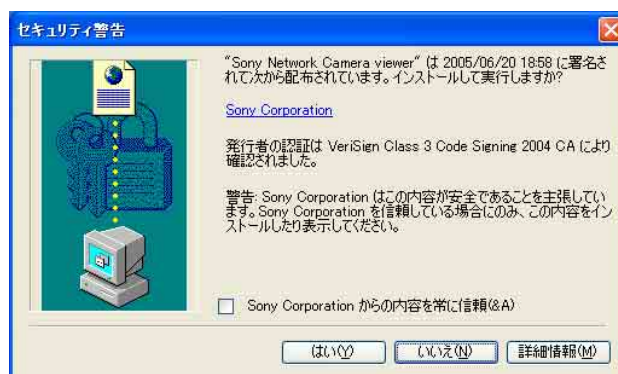 セキュリティ警告
"Sony Network Camera viewer" は 2005/06/20 18:58 に署名さ
れて次から配布されています。インストールして実行しますか?
Sony Corporation
発行者の認証は VeriSign Class 3 Code Signing 2004 CA により
確認されました。
警告: Sony Corporation はこの内容が安全であることを主張してい
ます。Sony Corporation を信頼している場合にのみ、この内容をイン
ストールしたり表示してください。
Sony Corporation からの内容を常に信頼(&A)
はい(Y)
いいえ(N)
詳細情報(M)